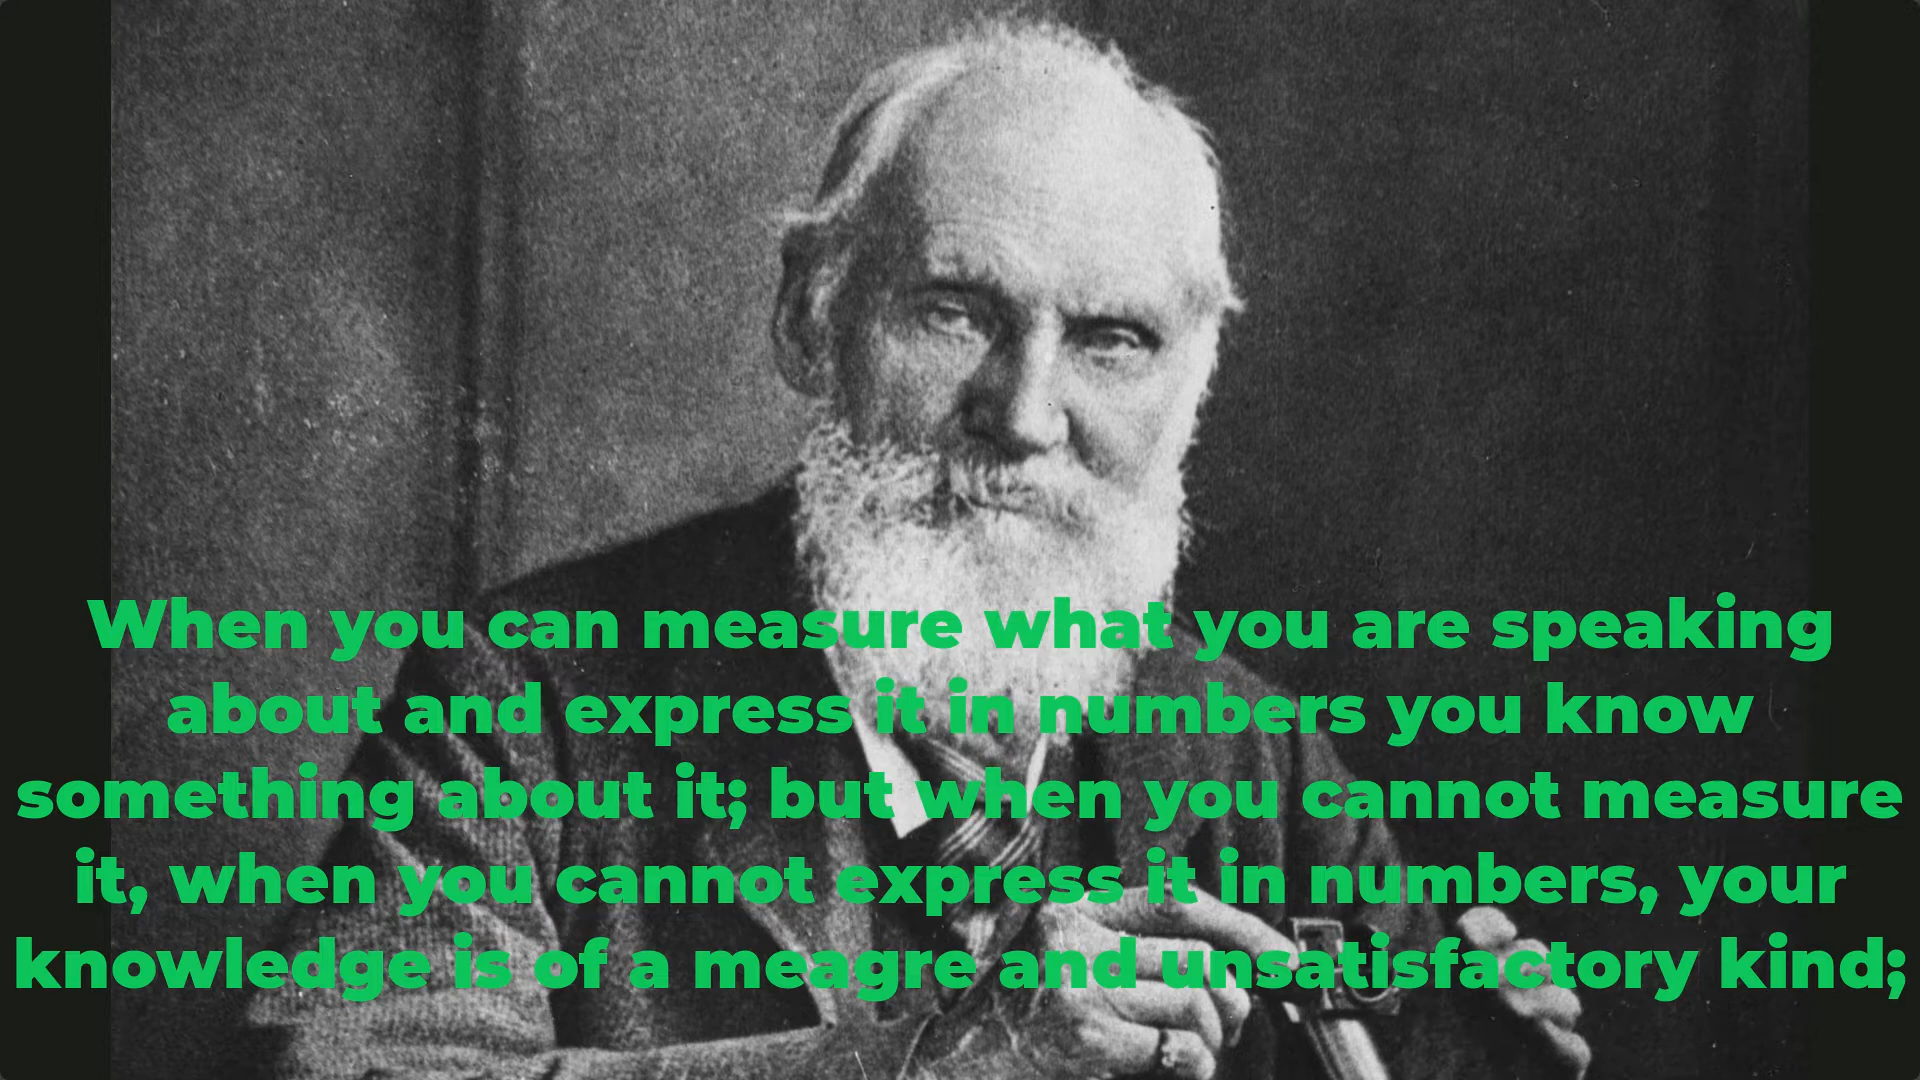 When you can measure what you are speaking
about and express it in numbers you know
something about it; but when you cannot measure
it, when you cannot express it in numbers, your
knowledge is of a meagre and unsatisfactory kind;